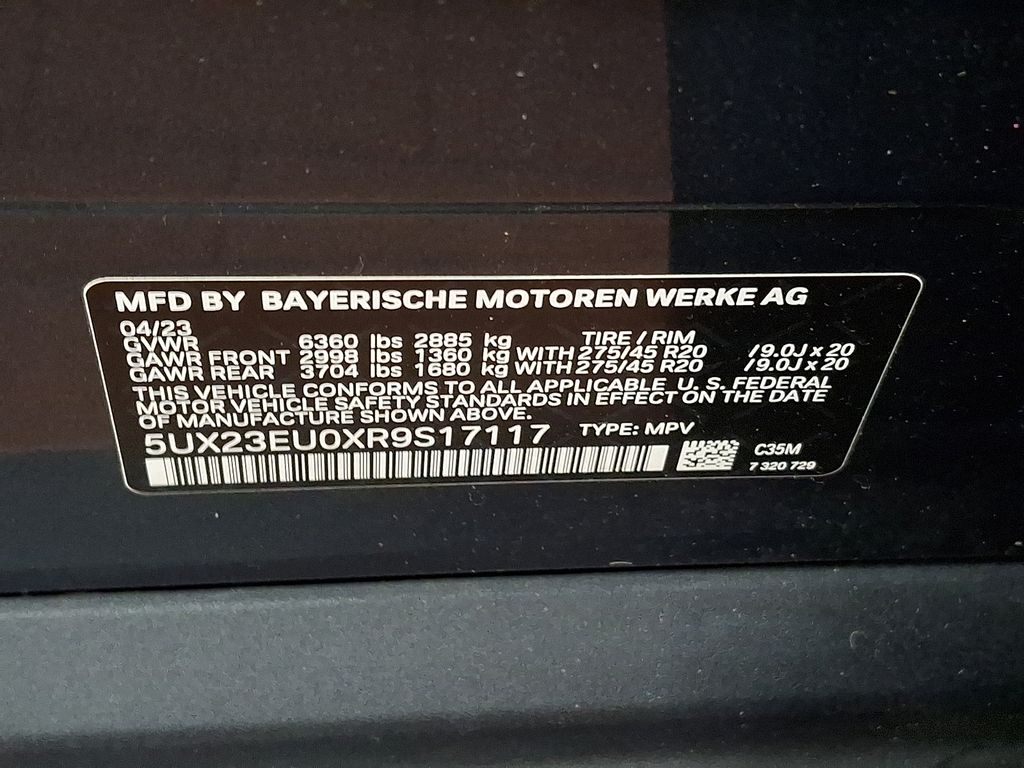 MFD BY BAYERISCHE MOTOREN WERKE AG
04/23
GVWR 6360 lbs 2885 kg TIRE / RIM
GAWR FRONT 2998 lbs 1360 kg WITH 275/45 R20 / 9.0J x 20
GAWR REAR 3704 lbs 1680 kg WITH 275/45 R20 / 9.0J x 20
THIS VEHICLE CONFORMS TO ALL APPLICABLE U. S. FEDERAL
MOTOR VEHICLE SAFETY STANDARDS IN EFFECT ON THE DATE
OF MANUFACTURE SHOWN ABOVE.
5UX23EU0XR9S17117 TYPE: MPV
C35M
7 320 729